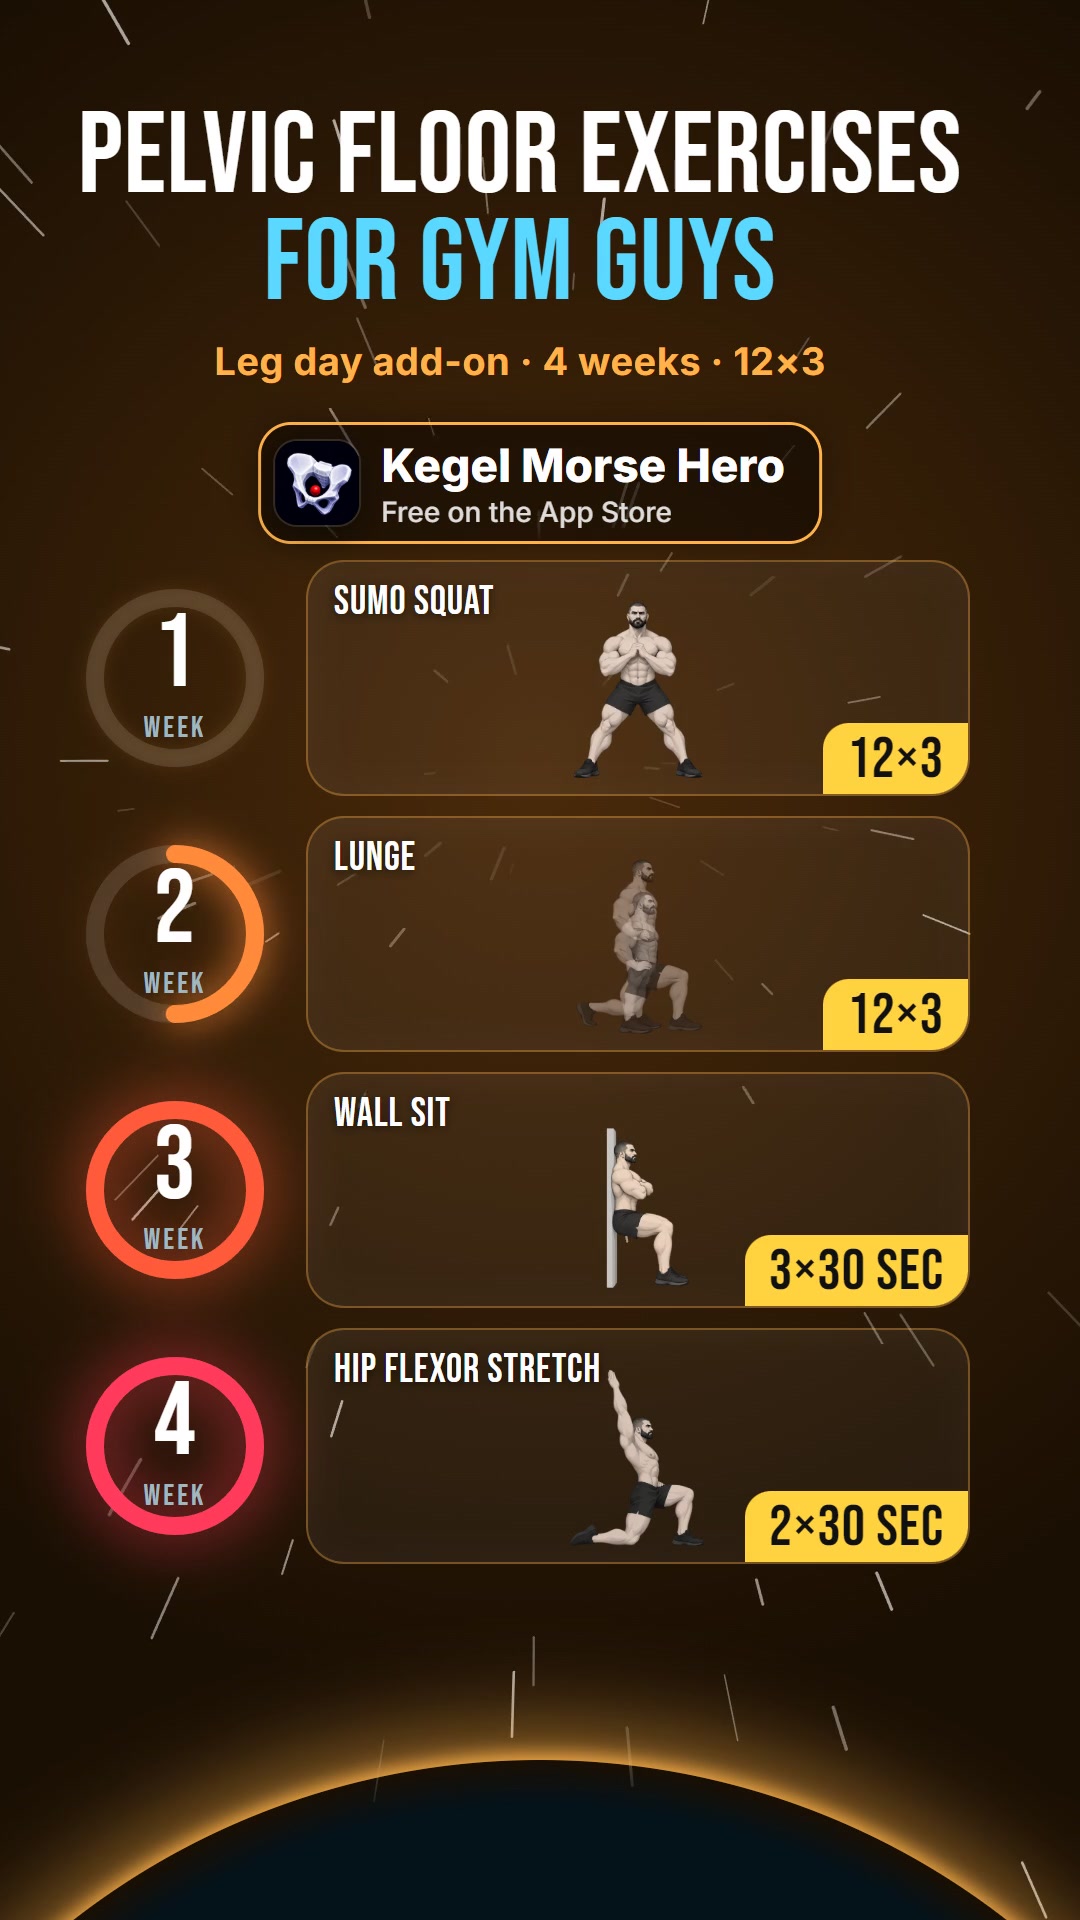 PELVIC FLOOR EXERCISES
FOR GYM GUYS
Leg day add-on · 4 weeks · 12×3
Kegel Morse Hero
Free on the App Store
1
WEEK
SUMO SQUAT
12×3
2
WEEK
LUNGE
12×3
3
WEEK
WALL SIT
3×30 SEC
4
WEEK
HIP FLEXOR STRETCH
2×30 SEC